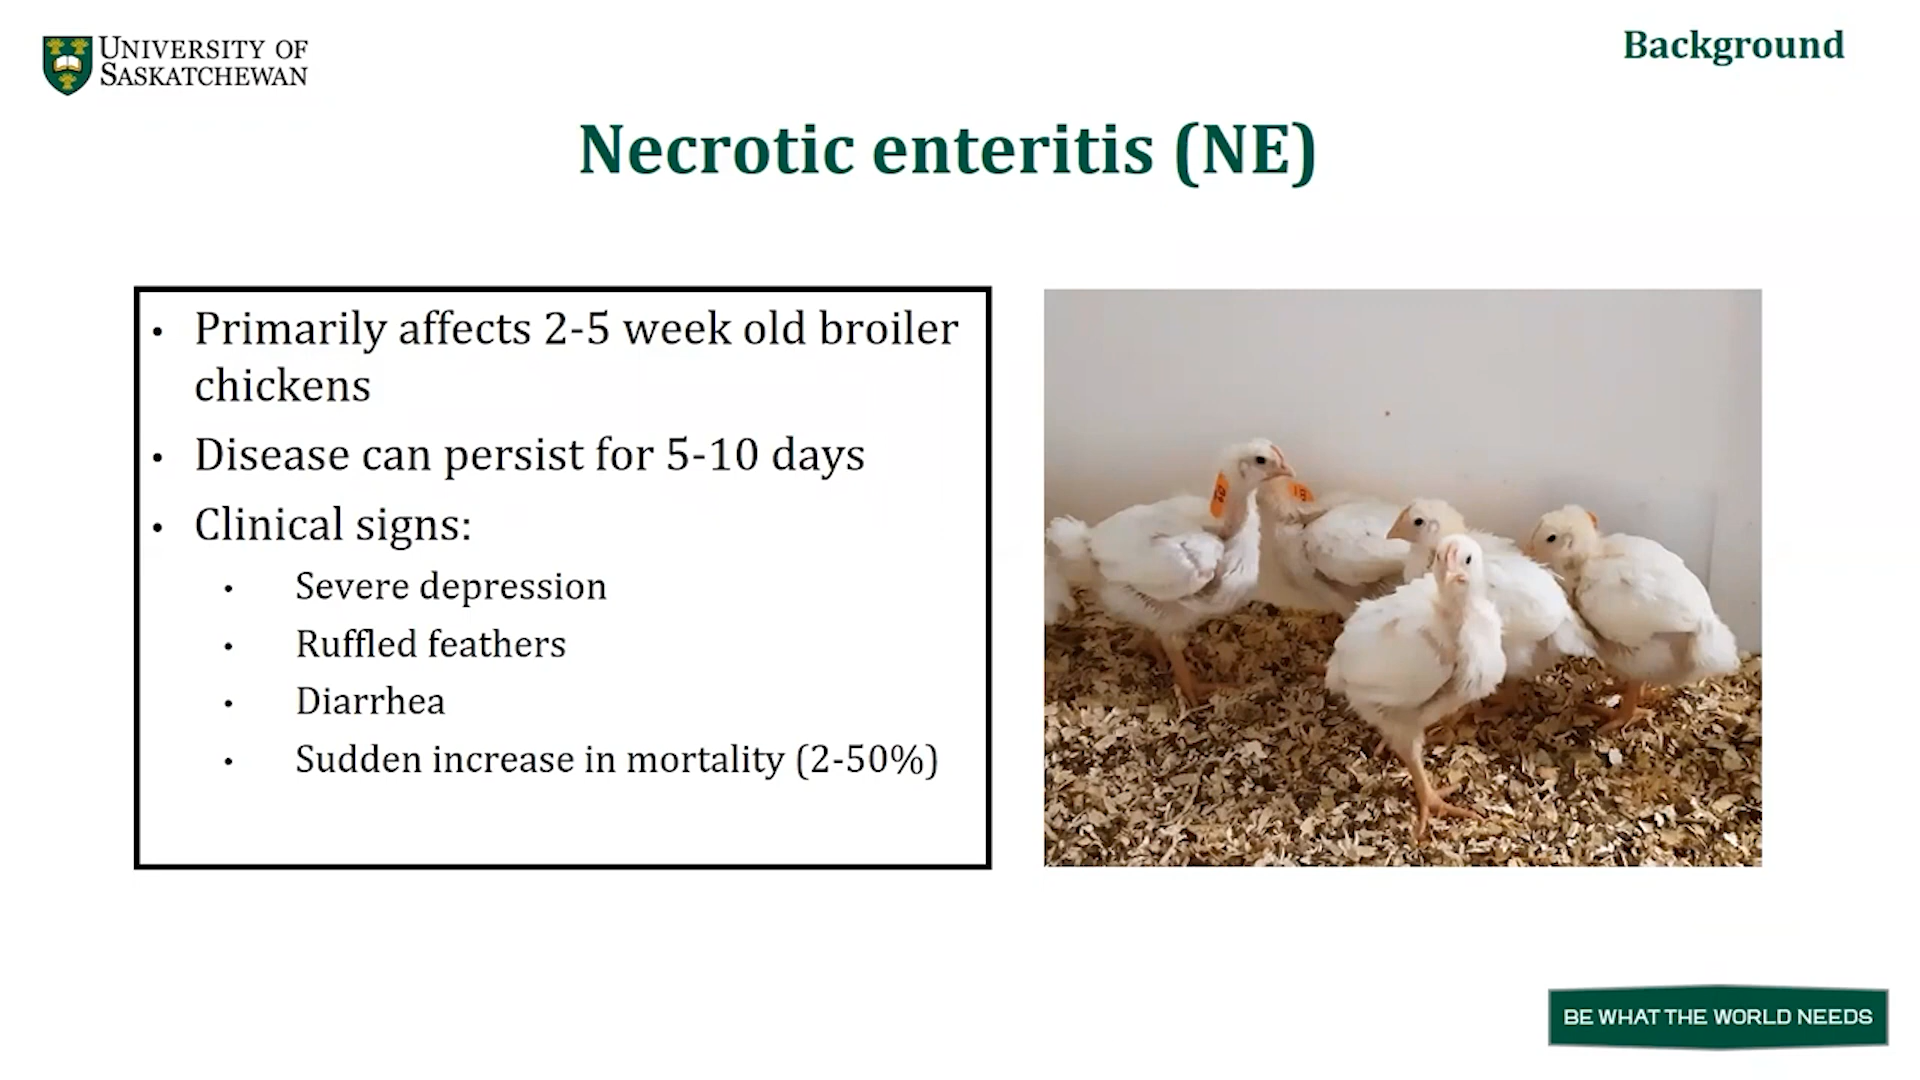 UNIVERSITY OF
SASKATCHEWAN
Background
Necrotic enteritis (NE)
• Primarily affects 2-5 week old broiler
chickens
• Disease can persist for 5-10 days
• Clinical signs:
• Severe depression
• Ruffled feathers
• Diarrhea
• Sudden increase in mortality (2-50%)
BE WHAT THE WORLD NEEDS